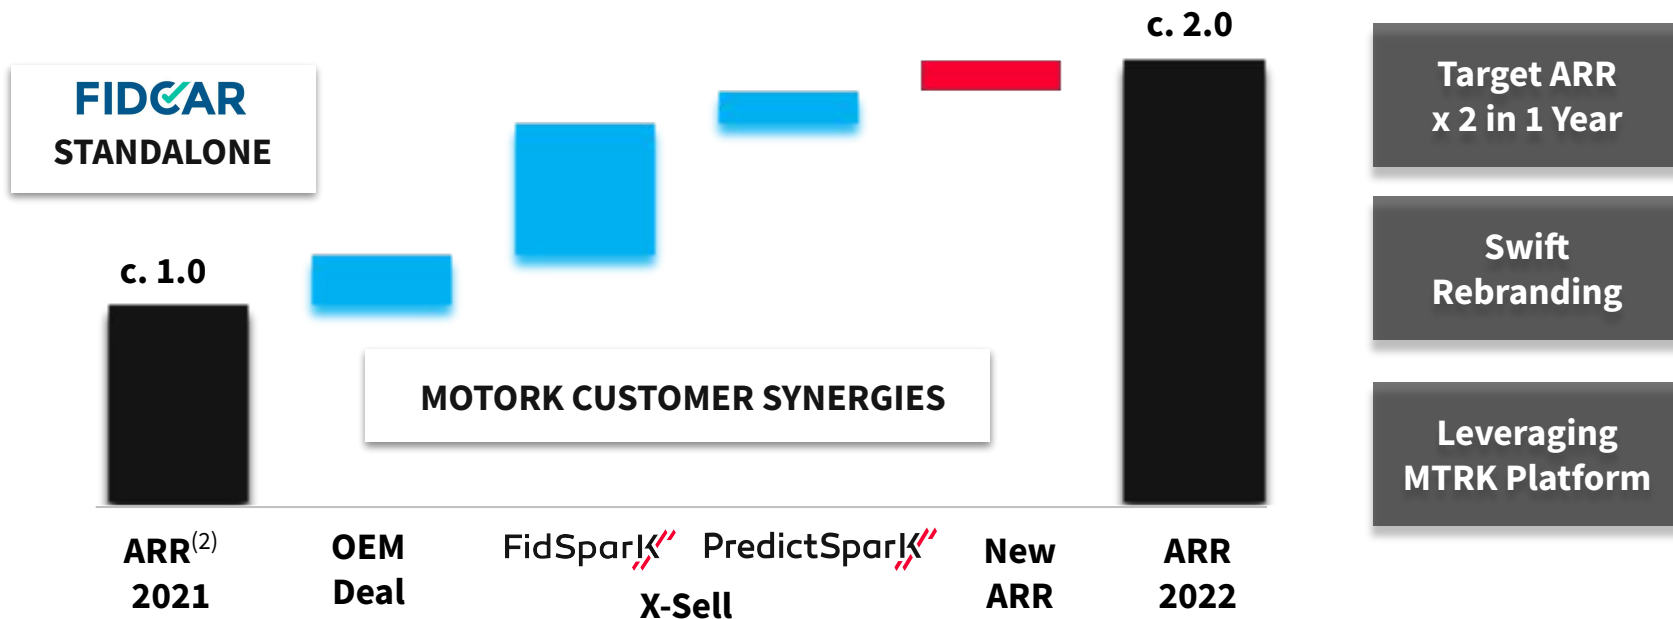 c. 2.0
FIDCAR
STANDALONE
c. 1.0
MOTORK CUSTOMER SYNERGIES
ARR(2)
2021
OEM
Deal
FidSpark
PredictSpark
X-Sell
New
ARR
ARR
2022
Target ARR
x 2 in 1 Year
Swift
Rebranding
Leveraging
MTRK Platform